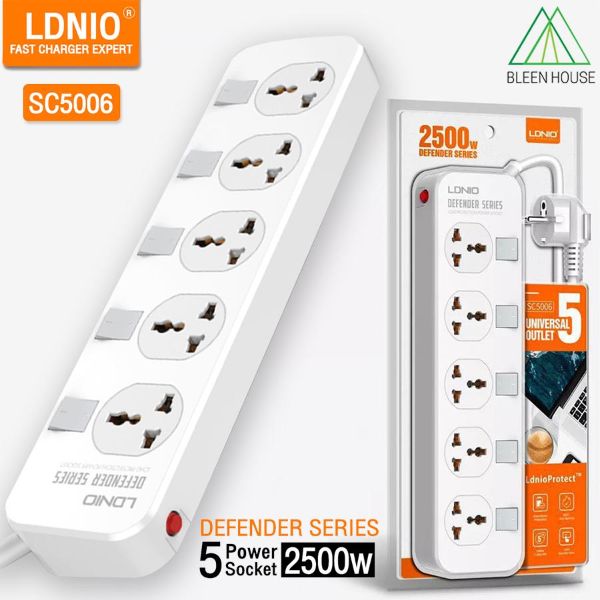 LDNIO®
FAST CHARGER EXPERT
SC5006
BLEEN HOUSE
2500w
DEFENDER SERIES
LDNIO
LDNIO
DEFENDER SERIES
SC5006
5
UNIVERSAL
OUTLET
LdnioProtect™
LDNIO
DEFENDER SERIES
DEFENDER SERIES
5 Power
Socket 2500w